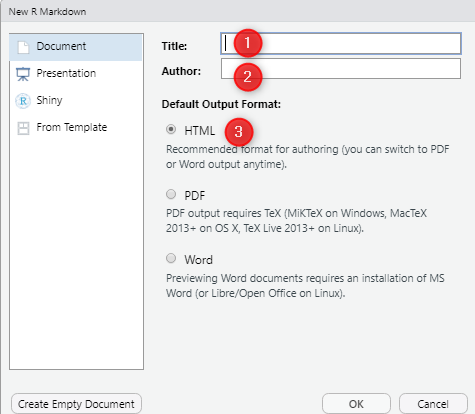 New R Markdown
Document
Presentation
R Shiny
From Template
Title: 1
Author: 2
Default Output Format:
HTML 3
Recommended format for authoring (you can switch to PDF
or Word output anytime).
PDF
PDF output requires TeX (MiKTeX on Windows, MacTeX
2013+ on OS X, TeX Live 2013+ on Linux).
Word
Previewing Word documents requires an installation of MS
Word (or Libre/Open Office on Linux).
Create Empty Document
OK
Cancel